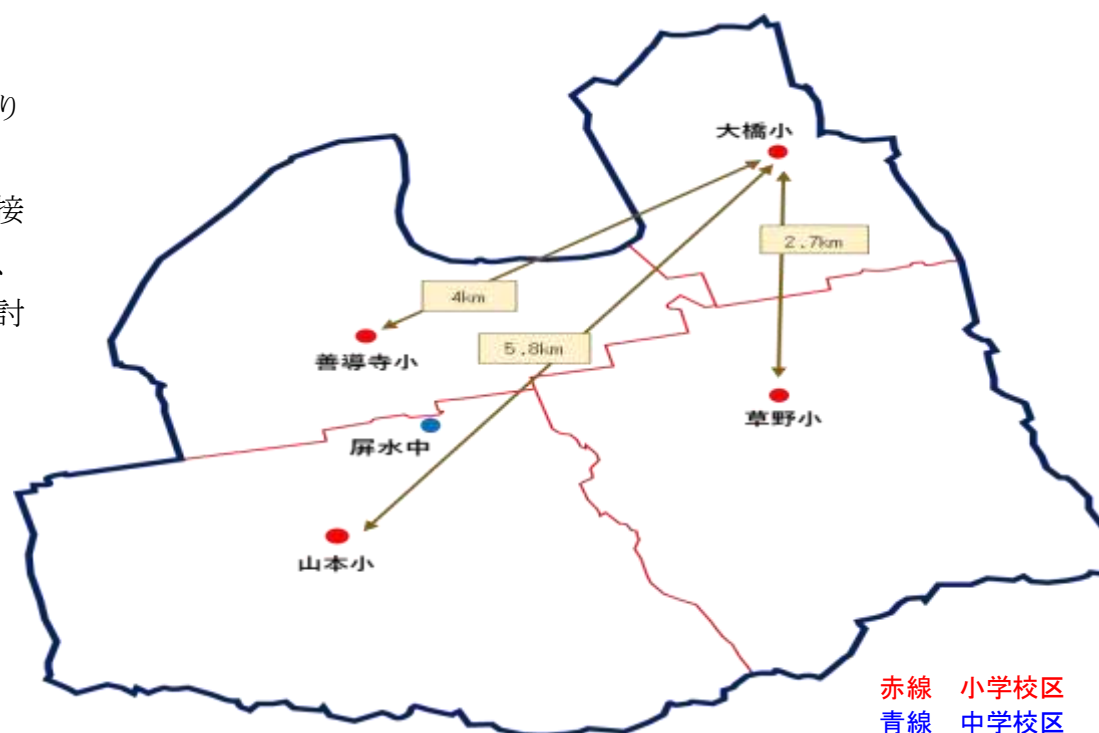 り
接
、
討
大橋小
2.7km
4km
5.8km
善導寺小
草野小
屏水中
山本小
赤線 小学校区
青線 中学校区